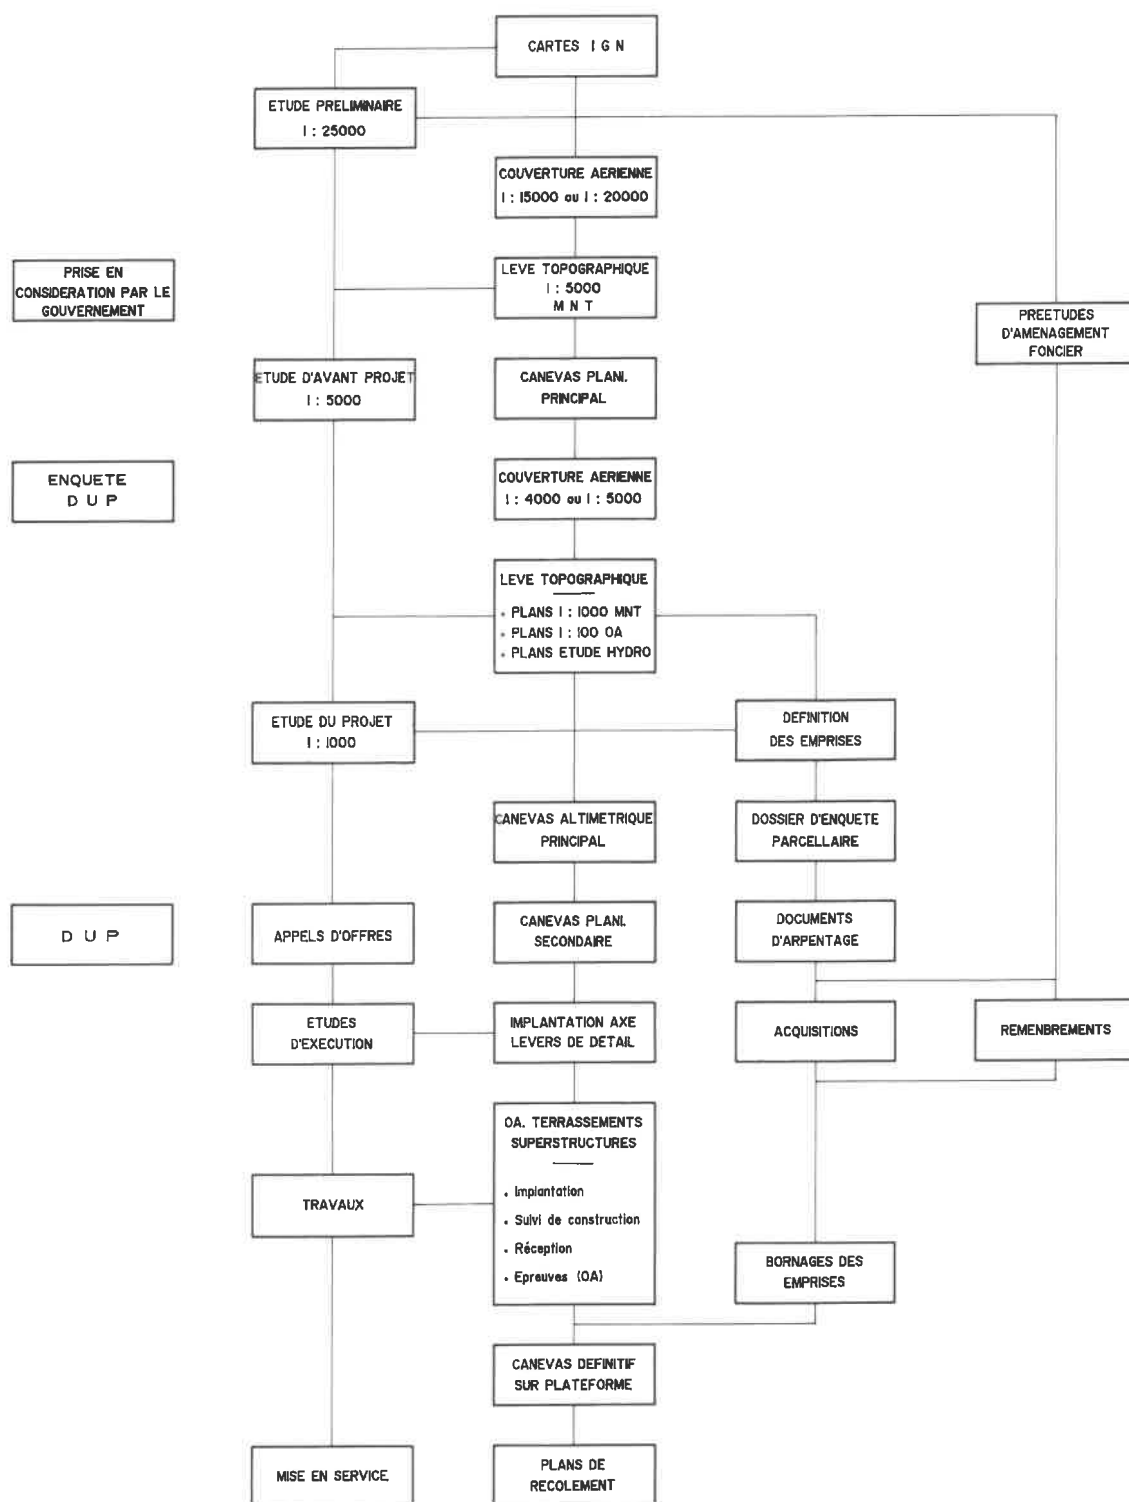 CARTES I G N
ETUDE PRELIMINAIRE
1 : 25000
COUVERTURE AERIENNE
1 : 15000 ou 1 : 20000
PRISE EN
CONSIDERATION PAR LE
GOUVERNEMENT
LEVE TOPOGRAPHIQUE
1 : 5000
M N T
PREETUDES
D'AMENAGEMENT
FONCIER
ETUDE D'AVANT PROJET
1 : 5000
CANEVAS PLANI.
PRINCIPAL
ENQUETE
D U P
COUVERTURE AERIENNE
1 : 4000 ou 1 : 5000
LEVE TOPOGRAPHIQUE
• PLANS 1 : 1000 MNT
• PLANS 1 : 100 OA
• PLANS ETUDE HYDRO
ETUDE DU PROJET
1 : 1000
DEFINITION
DES EMPRISES
CANEVAS ALTIMETRIQUE
PRINCIPAL
DOSSIER D'ENQUETE
PARCELLAIRE
D U P
APPELS D'OFFRES
CANEVAS PLANI.
SECONDAIRE
DOCUMENTS
D'ARPENTAGE
ETUDES
D'EXECUTION
IMPLANTATION AXE
LEVERS DE DETAIL
ACQUISITIONS
REMENBREMENTS
OA. TERRASSEMENTS
SUPERSTRUCTURES
• Implantation
• Suivi de construction
• Réception
• Epreuves (OA)
TRAVAUX
BORNAGES DES
EMPRISES
CANEVAS DEFINITIF
SUR PLATEFORME
MISE EN SERVICE
PLANS DE
RECOLEMENT